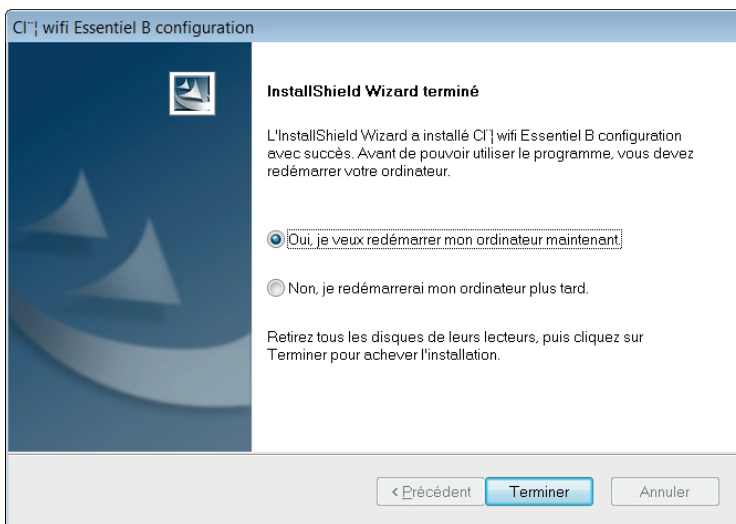 Cl¨¦ wifi Essentiel B configuration
InstallShield Wizard terminé
L'InstallShield Wizard a installé Cl¨¦ wifi Essentiel B configuration
avec succès. Avant de pouvoir utiliser le programme, vous devez
redémarrer votre ordinateur.
Oui, je veux redémarrer mon ordinateur maintenant.
Non, je redémarrerai mon ordinateur plus tard.
Retirez tous les disques de leurs lecteurs, puis cliquez sur
Terminer pour achever l'installation.
< Précédent Terminer Annuler